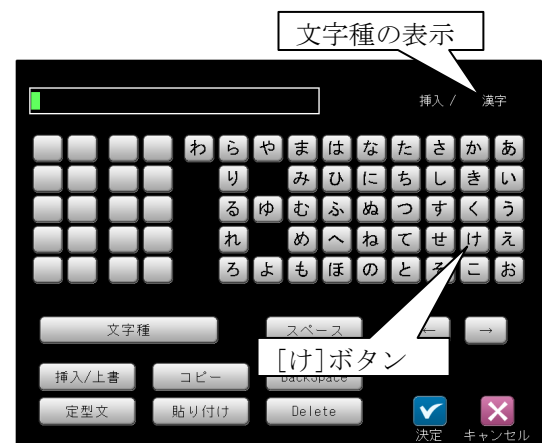 文字種の表示
挿入 / 漢字
わ ら や ま は な た さ か あ
り み ひ に ち し き い
る ゆ む ふ ぬ つ す く う
れ め へ ね て せ け え
ろ よ も ほ の と そ こ お
文字種 スペース ← →
[け]ボタン
挿入/上書 コピー BackSpace
定型文 貼り付け Delete
決定 キャンセル